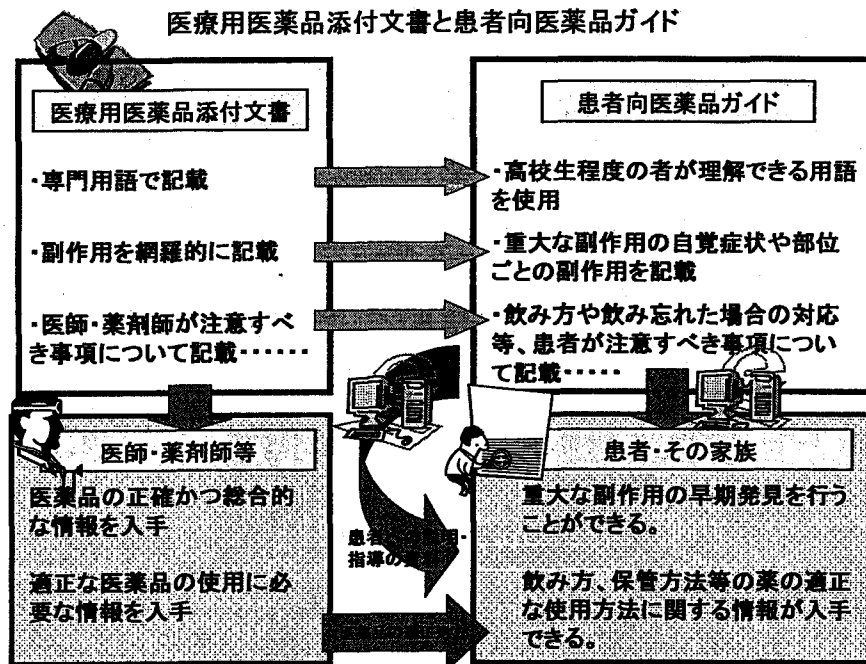 医療用医薬品添付文書と患者向医薬品ガイド
医療用医薬品添付文書
・専門用語で記載
・副作用を網羅的に記載
・医師・薬剤師が注意すべ
き事項について記載‥‥‥
患者向医薬品ガイド
・高校生程度の者が理解できる用語
を使用
・重大な副作用の自覚症状や部位
ごとの副作用を記載
・飲み方や飲み忘れた場合の対応
等、患者が注意すべき事項につい
て記載‥‥‥
医師・薬剤師等
医薬品の正確かつ総合的
な情報を入手
適正な医薬品の使用に必
要な情報を入手
患者
指導の
患者・その家族
重大な副作用の早期発見を行う
ことができる。
飲み方、保管方法等の薬の適正
な使用方法に関する情報が入手
できる。